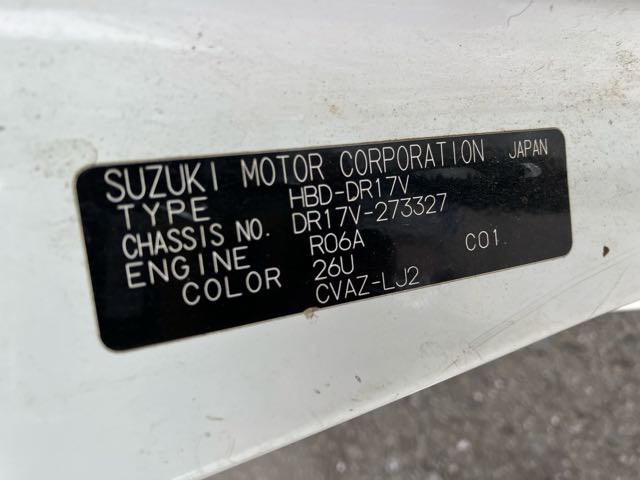 SUZUKI MOTOR CORPORATION JAPAN
TYPE HBD-DR17V
CHASSIS NO. DR17V-273327
ENGINE R06A C01
COLOR 26U
CVAZ-LJ2